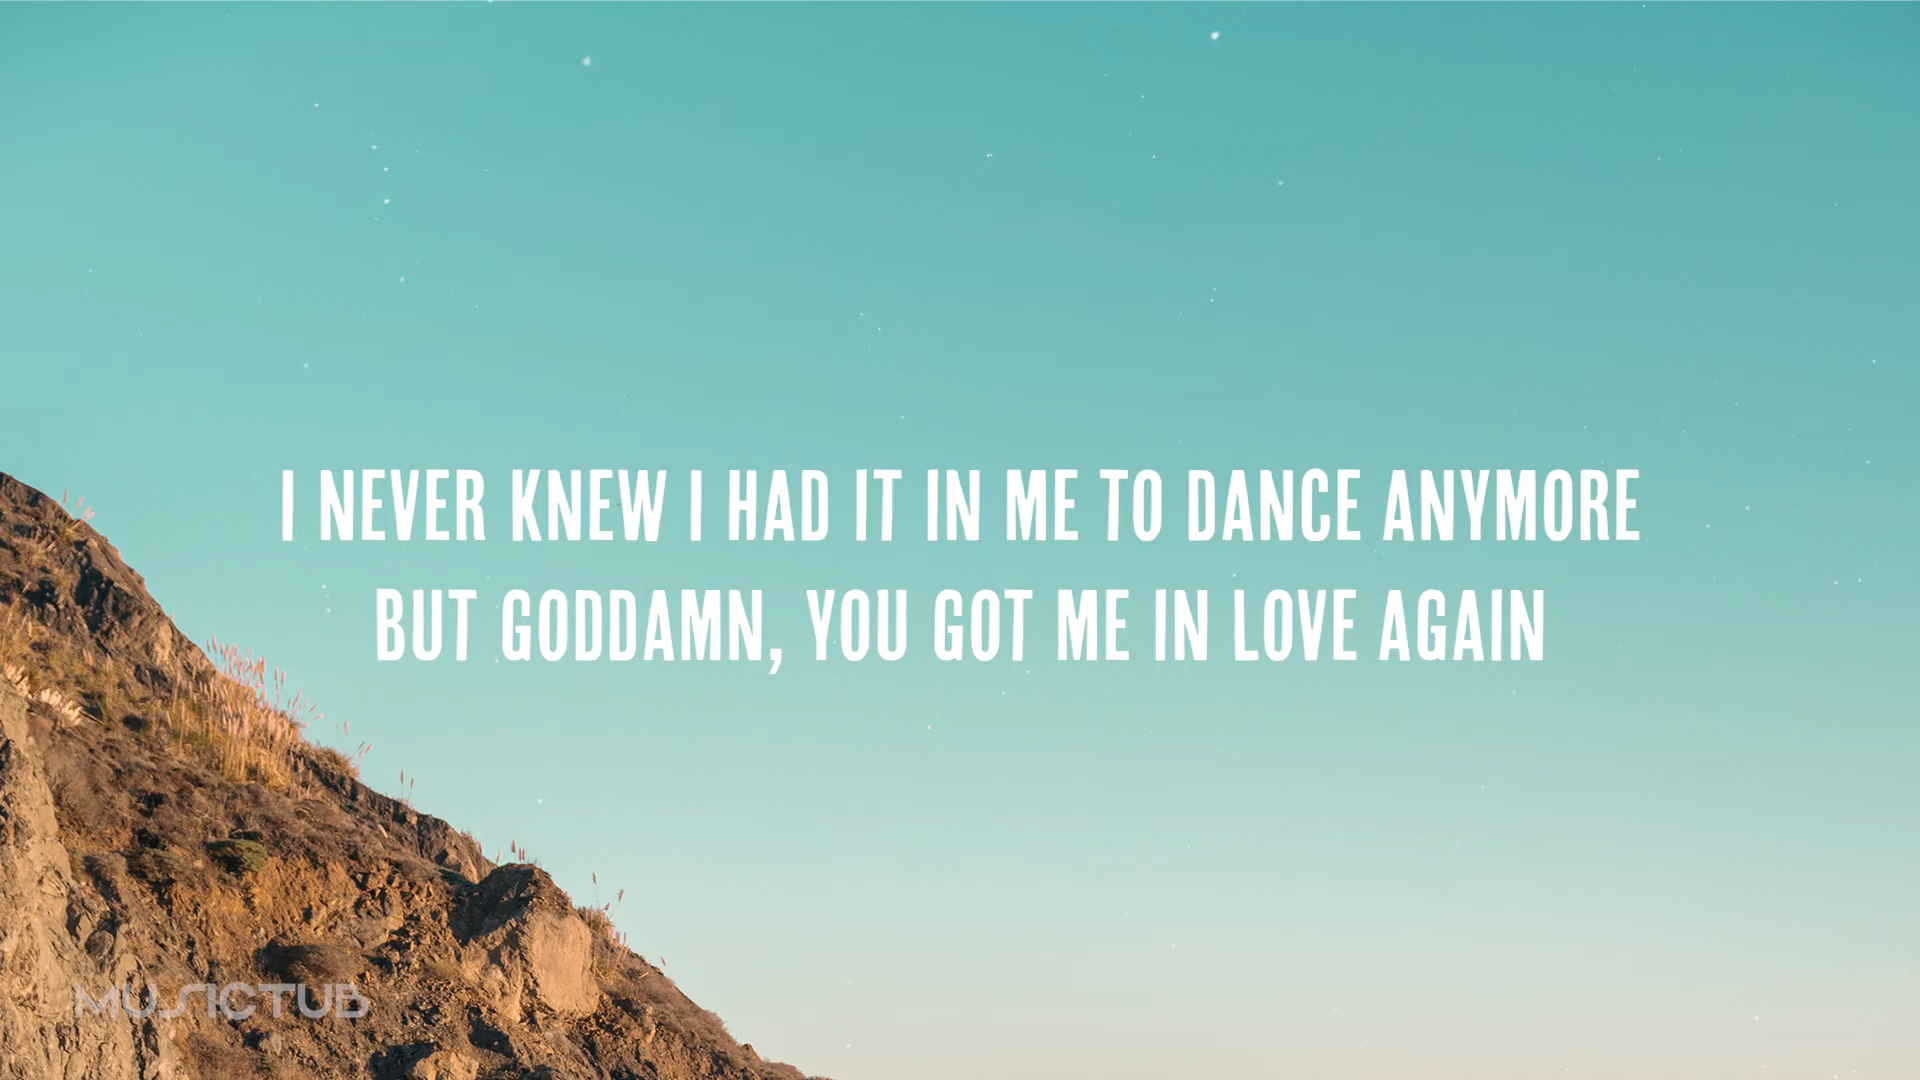 I NEVER KNEW I HAD IT IN ME TO DANCE ANYMORE
BUT GODDAMN, YOU GOT ME IN LOVE AGAIN
MUSICTUB